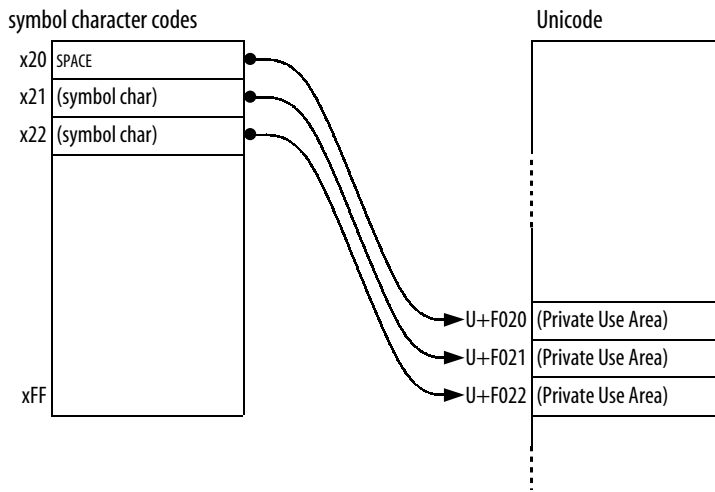 symbol character codes
Unicode
x20 SPACE
x21 (symbol char)
x22 (symbol char)
xFF
U+F020 (Private Use Area)
U+F021 (Private Use Area)
U+F022 (Private Use Area)